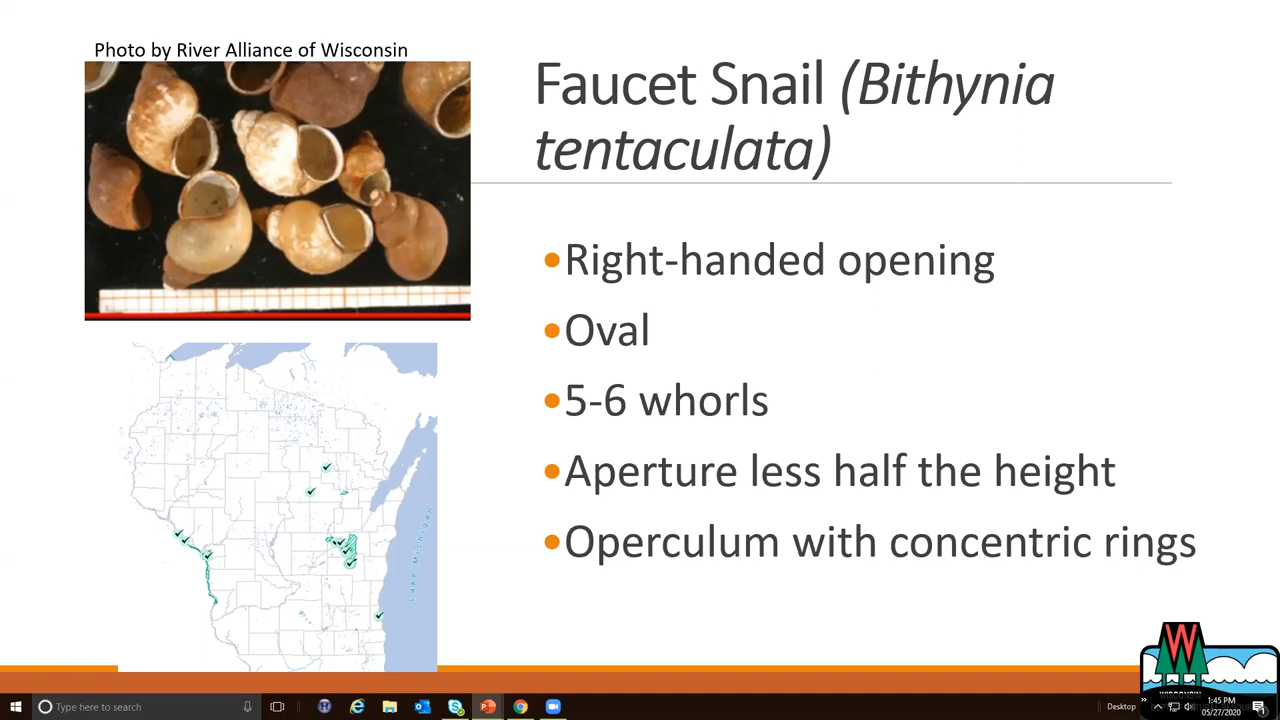 Photo by River Alliance of Wisconsin
Faucet Snail (Bithynia
tentaculata)
•Right-handed opening
•Oval
•5-6 whorls
•Aperture less half the height
•Operculum with concentric rings
Lake Michigan
W
WISCONSIN
Type here to search
Desktop
1:45 PM
05/27/2020